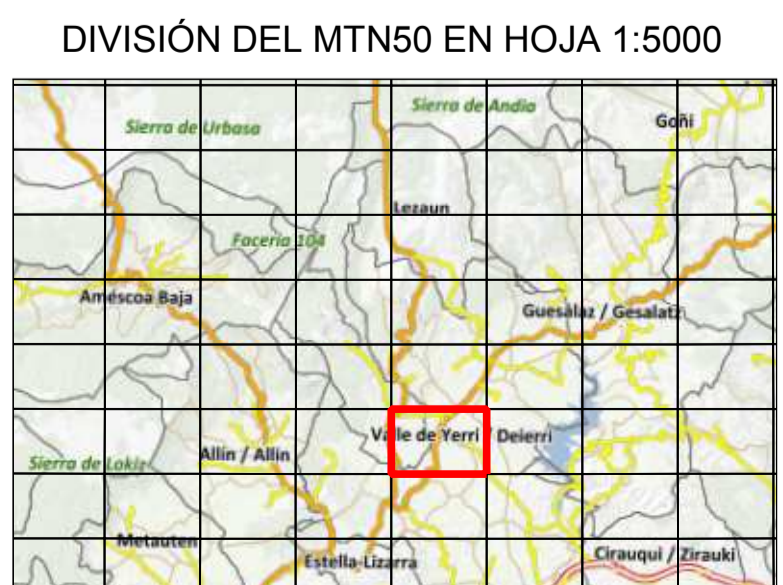 DIVISIÓN DEL MTN50 EN HOJA 1:5000
Sierra de Andia
Goñi
Sierra de Urbasa
Lezaun
Facería 104
Améscoa Baja
Guesálaz / Gesalatz
Valle de Yerri / Deierri
Allín / Allin
Sierra de Lokiz
Metauten
Estella-Lizarra
Cirauqui / Zirauki